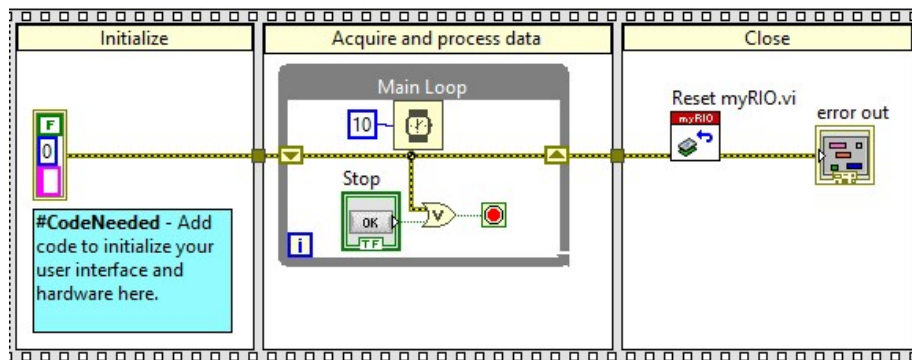 Initialize
Acquire and process data
Close
Main Loop
10
F
0
Reset myRIO.vi
myRIO
error out
Stop
OK
TF
V
i
#CodeNeeded - Add
code to initialize your
user interface and
hardware here.